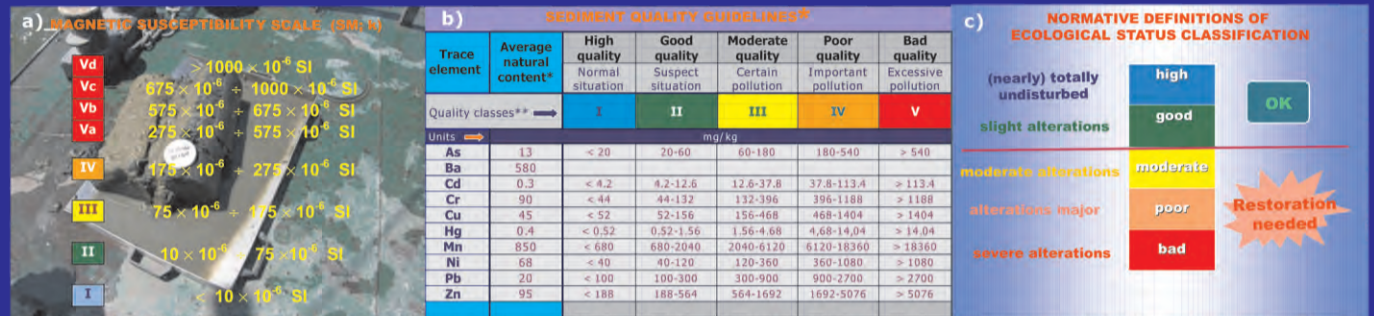 a) MAGNETIC SUSCEPTIBILITY SCALE (SM; k)
Vd > 1000 × 10-6 SI
Vc 675 × 10-6 ÷ 1000 × 10-6 SI
Vb 575 × 10-6 ÷ 675 × 10-6 SI
Va 275 × 10-6 ÷ 575 × 10-6 SI
IV 175 × 10-6 ÷ 275 × 10-6 SI
III 75 × 10-6 ÷ 175 × 10-6 SI
II 10 × 10-6 ÷ 75 ×10-6 SI
I < 10 × 10-6 SI
b) SEDIMENT QUALITY GUIDELINES*
Trace element Average natural content* High quality Good quality Moderate quality Poor quality Bad quality
Normal situation Suspect situation Certain pollution Important pollution Excessive pollution
Quality classes** I II III IV V
Units mg/kg
As 13 < 20 20-60 60-180 180-540 > 540
Ba 580
Cd 0.3 < 4.2 4.2-12.6 12.6-37.8 37.8-113.4 > 113.4
Cr 90 < 44 44-132 132-396 396-1188 > 1188
Cu 45 < 52 52-156 156-468 468-1404 > 1404
Hg 0.4 < 0.52 0.52-1.56 1.56-4.68 4,68-14,04 > 14.04
Mn 850 < 680 680-2040 2040-6120 6120-18360 > 18360
Ni 68 < 40 40-120 120-360 360-1080 > 1080
Pb 20 < 100 100-300 300-900 900-2700 > 2700
Zn 95 < 188 188-564 564-1692 1692-5076 > 5076
c) NORMATIVE DEFINITIONS OF
ECOLOGICAL STATUS CLASSIFICATION
(nearly) totally undisturbed high
slight alterations good
OK
moderate alterations moderate
alterations major poor
severe alterations bad
Restoration
needed